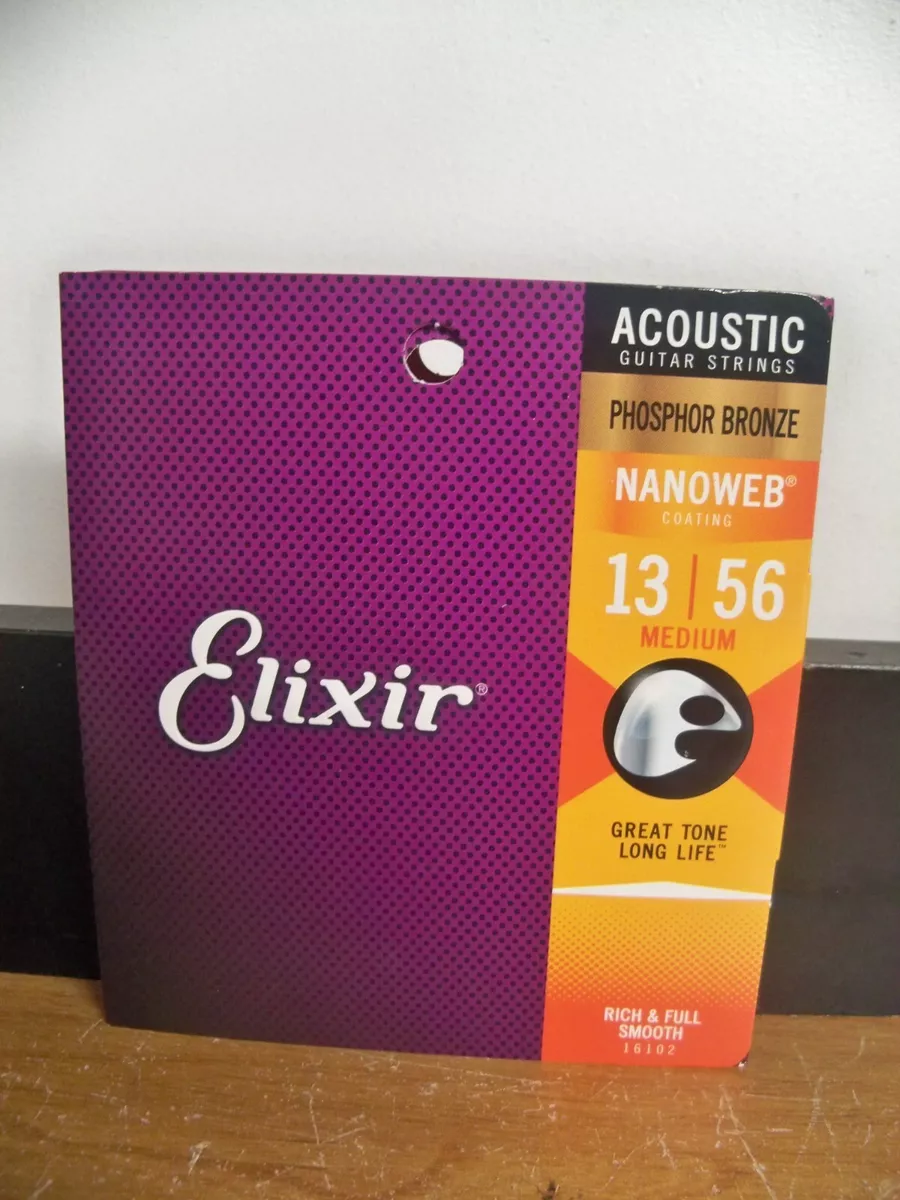 Elixir®
ACOUSTIC
GUITAR STRINGS
PHOSPHOR BRONZE
NANOWEB®
COATING
13 | 56
MEDIUM
GREAT TONE
LONG LIFE™
RICH & FULL
SMOOTH
16102